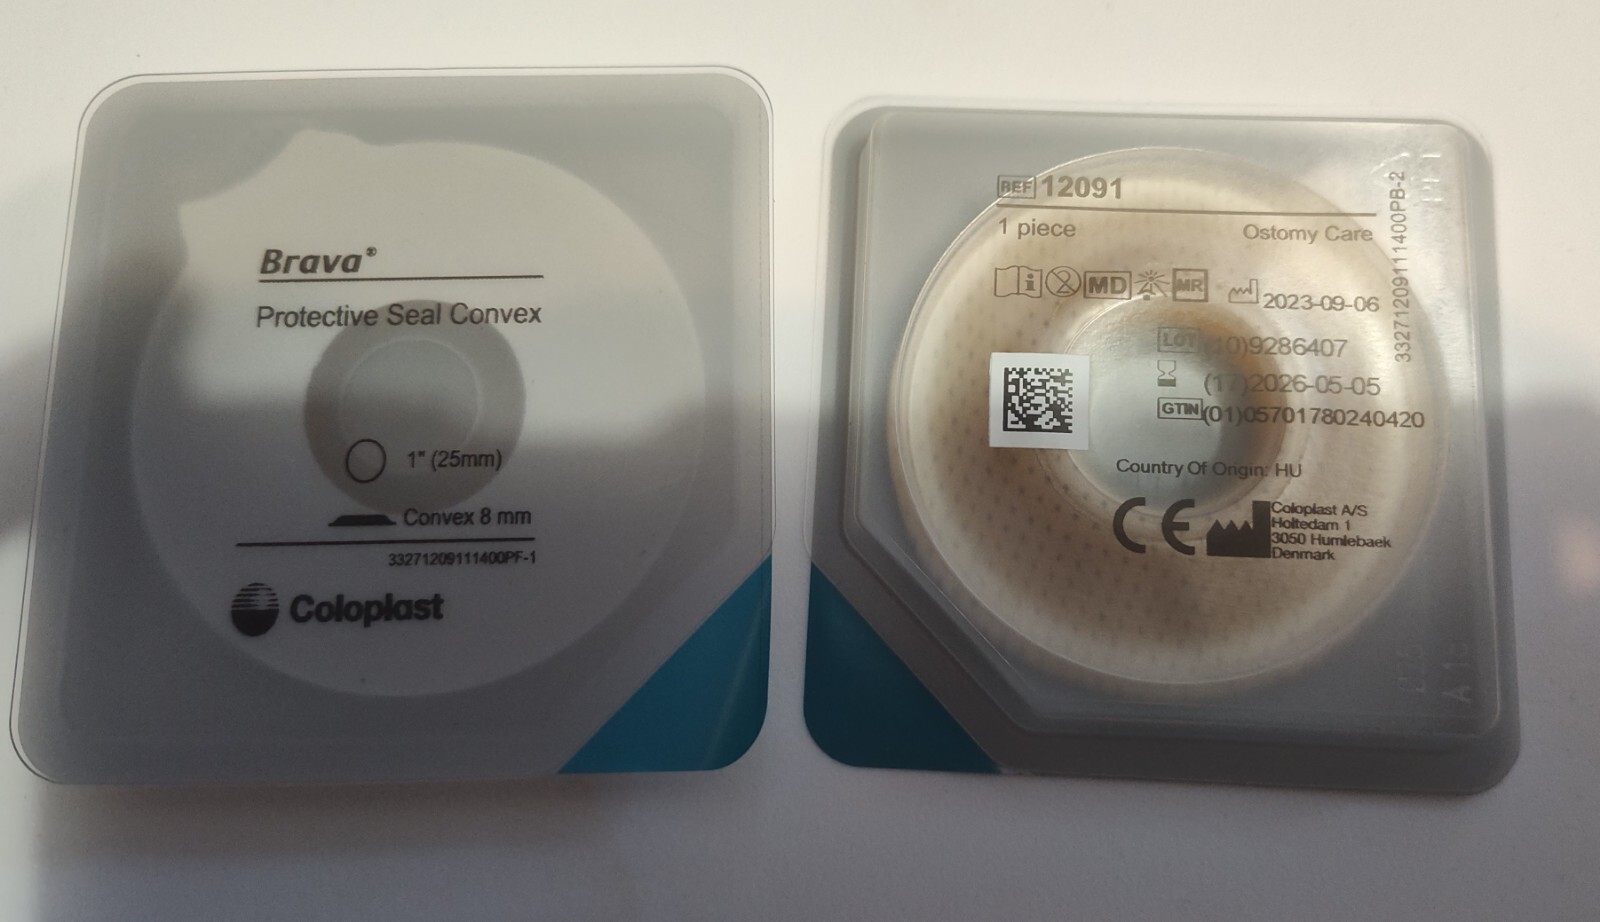 Brava®
Protective Seal Convex
1" (25mm)
Convex 8 mm
33271209111400PF-1
Coloplast
REF 12091
1 piece Ostomy Care
MD MR 2023-09-06
LOT (10)9286407
(17)2026-05-05
GTIN (01)05701780240420
Country Of Origin: HU
CE
Coloplast A/S
Holtedam 1
3050 Humlebaek
Denmark
33271209111400PB-2